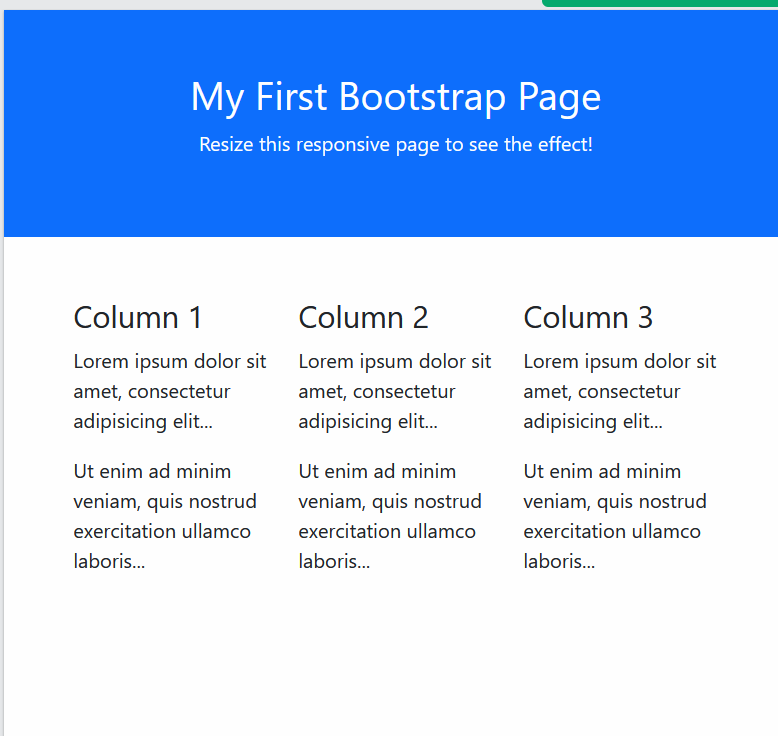 My First Bootstrap Page
Resize this responsive page to see the effect!
Column 1
Lorem ipsum dolor sit
amet, consectetur
adipisicing elit...
Ut enim ad minim
veniam, quis nostrud
exercitation ullamco
laboris...
Column 2
Lorem ipsum dolor sit
amet, consectetur
adipisicing elit...
Ut enim ad minim
veniam, quis nostrud
exercitation ullamco
laboris...
Column 3
Lorem ipsum dolor sit
amet, consectetur
adipisicing elit...
Ut enim ad minim
veniam, quis nostrud
exercitation ullamco
laboris...